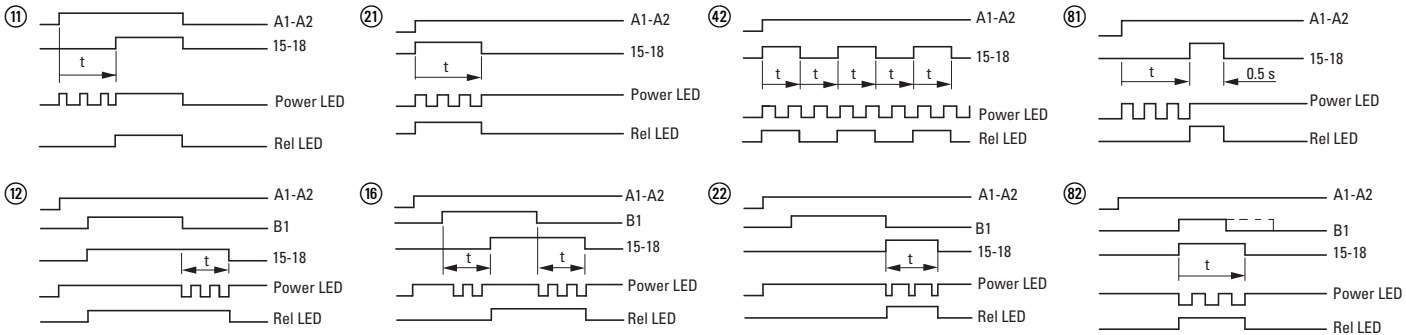 11
A1-A2
15-18
t
Power LED
Rel LED
21
A1-A2
15-18
t
Power LED
Rel LED
42
A1-A2
15-18
t t t t t
Power LED
Rel LED
81
A1-A2
15-18
t 0.5 s
Power LED
Rel LED
12
A1-A2
B1
15-18
t
Power LED
Rel LED
16
A1-A2
B1
15-18
t t
Power LED
Rel LED
22
A1-A2
B1
15-18
t
Power LED
Rel LED
82
A1-A2
B1
15-18
t
Power LED
Rel LED